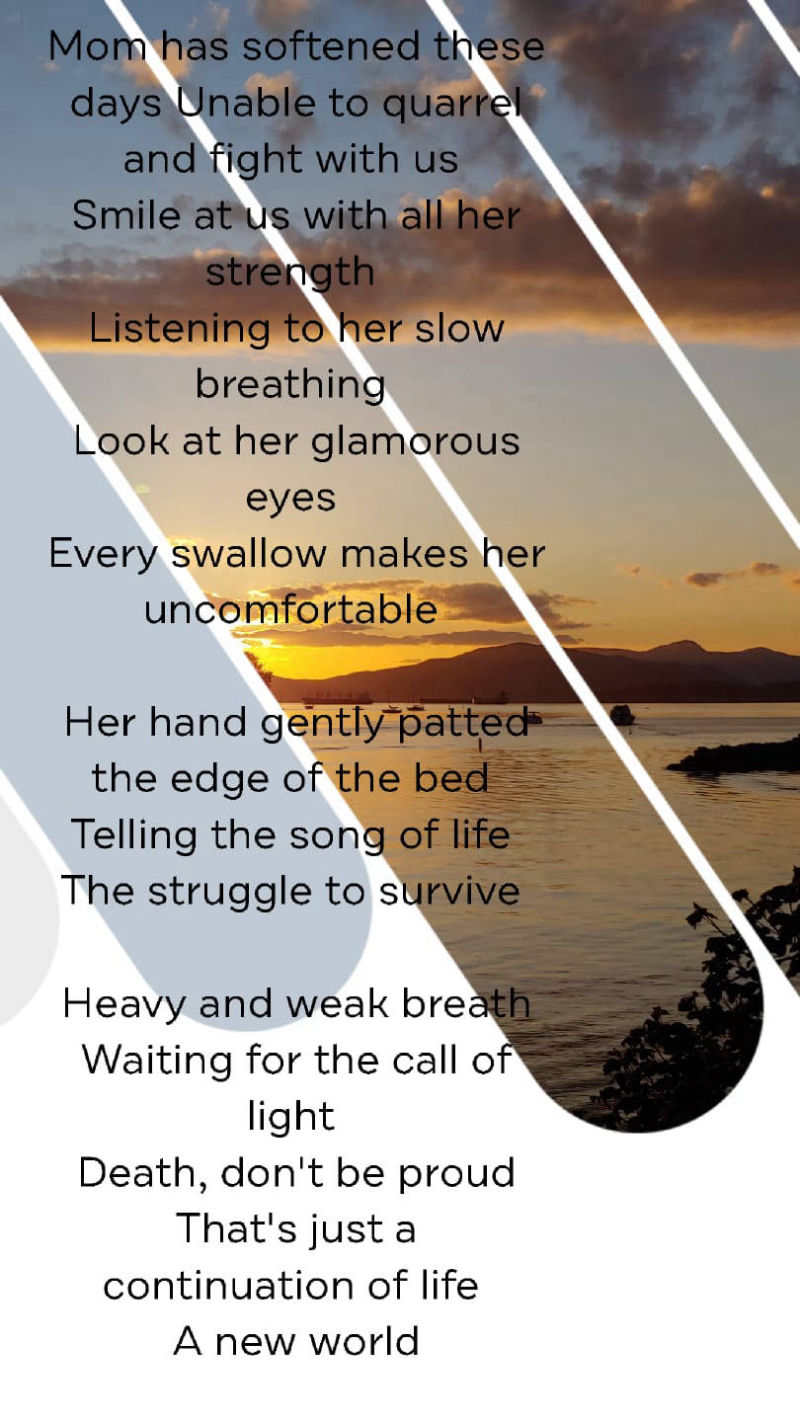 Mom has softened these
days Unable to quarrel
and fight with us
Smile at us with all her
strength
Listening to her slow
breathing
Look at her glamorous
eyes
Every swallow makes her
uncomfortable
Her hand gently patted
the edge of the bed
Telling the song of life
The struggle to survive
Heavy and weak breath
Waiting for the call of
light
Death, don't be proud
That's just a
continuation of life
A new world